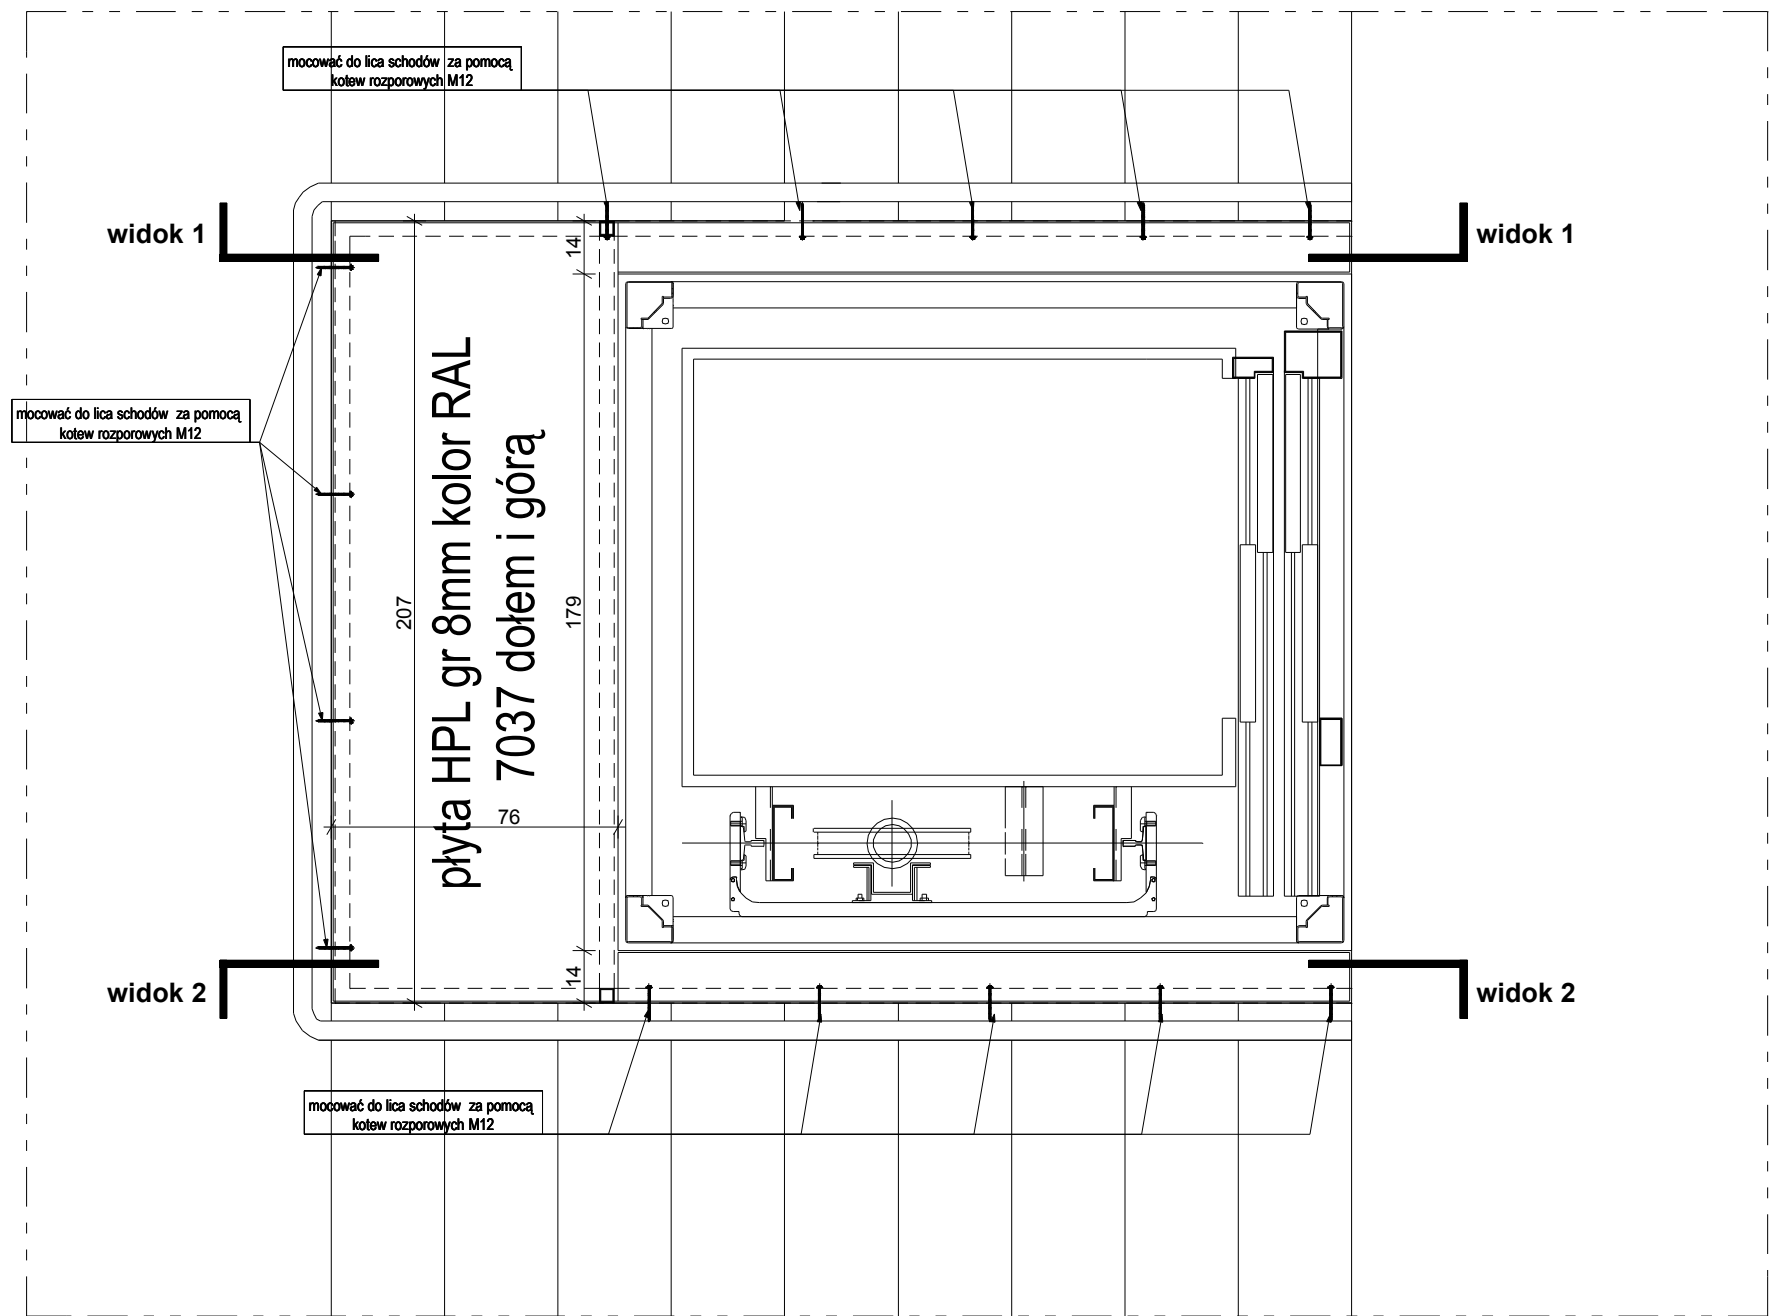 mocować do lica schodów za pomocą
kotew rozporowych M12
widok 1
widok 1
14
mocować do lica schodów za pomocą
kotew rozporowych M12
płyta HPL gr 8mm kolor RAL
7037 dołem i górą
207
179
76
14
widok 2
widok 2
mocować do lica schodów za pomocą
kotew rozporowych M12